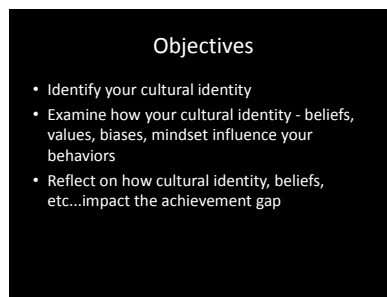 Objectives
• Identify your cultural identity
• Examine how your cultural identity - beliefs,
values, biases, mindset influence your
behaviors
• Reflect on how cultural identity, beliefs,
etc...impact the achievement gap